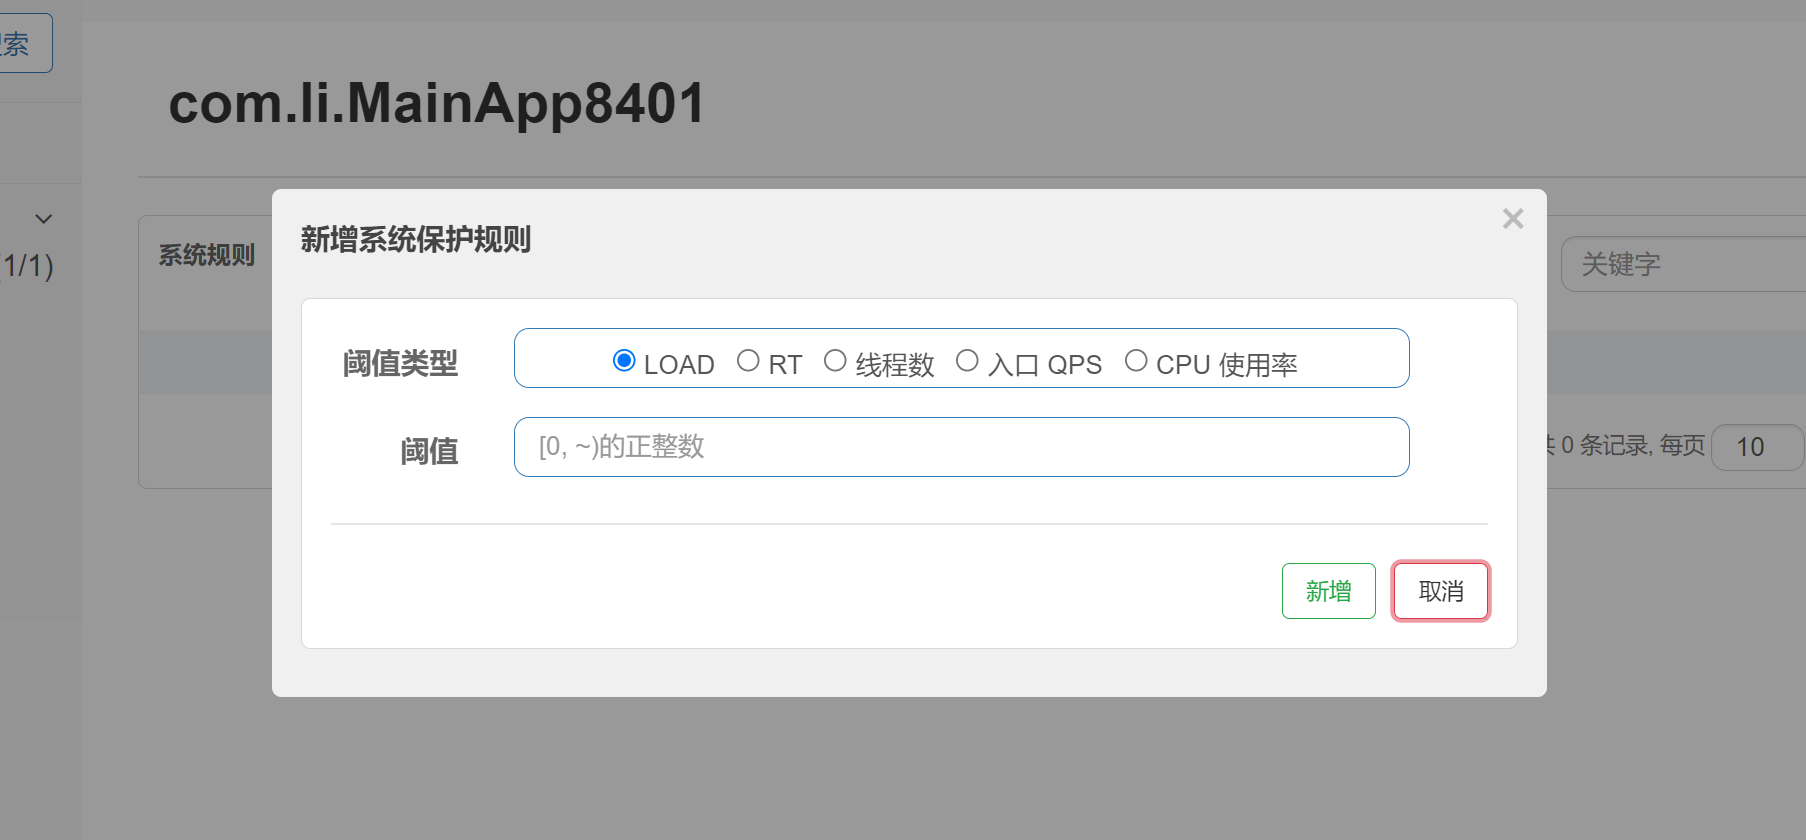 索
com.li.MainApp8401
(1/1)
系统规则
关键字
新增系统保护规则
×
阈值类型
LOAD RT 线程数 入口 QPS CPU 使用率
阈值
[0, ~)的正整数
0 条记录, 每页 10
新增 取消